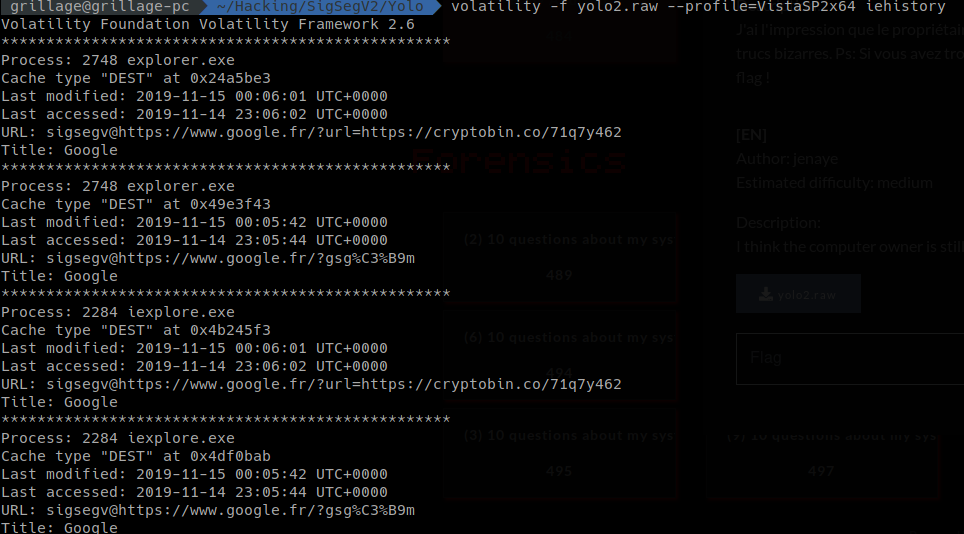 grillage@grillage-pc ~/Hacking/SigSegV2/Yolo volatility -f yolo2.raw --profile=VistaSP2x64 iehistory
Volatility Foundation Volatility Framework 2.6
**************************************************
Process: 2748 explorer.exe
Cache type "DEST" at 0x24a5be3
Last modified: 2019-11-15 00:06:01 UTC+0000
Last accessed: 2019-11-14 23:06:02 UTC+0000
URL: sigsegv@https://www.google.fr/?url=https://cryptobin.co/71q7y462
Title: Google
**************************************************
Process: 2748 explorer.exe
Cache type "DEST" at 0x49e3f43
Last modified: 2019-11-15 00:05:42 UTC+0000
Last accessed: 2019-11-14 23:05:44 UTC+0000
URL: sigsegv@https://www.google.fr/?gsg%C3%B9m
Title: Google
**************************************************
Process: 2284 iexplore.exe
Cache type "DEST" at 0x4b245f3
Last modified: 2019-11-15 00:06:01 UTC+0000
Last accessed: 2019-11-14 23:06:02 UTC+0000
URL: sigsegv@https://www.google.fr/?url=https://cryptobin.co/71q7y462
Title: Google
**************************************************
Process: 2284 iexplore.exe
Cache type "DEST" at 0x4df0bab
Last modified: 2019-11-15 00:05:42 UTC+0000
Last accessed: 2019-11-14 23:05:44 UTC+0000
URL: sigsegv@https://www.google.fr/?gsg%C3%B9m
Title: Google
Forensics
(2) 10 questions about my sys
489
(6) 10 questions about my sys
494
(3) 10 questions about my sys
495
J'ai l'impression que le propriétair
trucs bizarres. Ps: Si vous avez tro
flag !
[EN]
Author: jenaye
Estimated difficulty: medium
Description:
I think the computer owner is still
yolo2.raw
Flag
(9) 10 questions about my sys
497